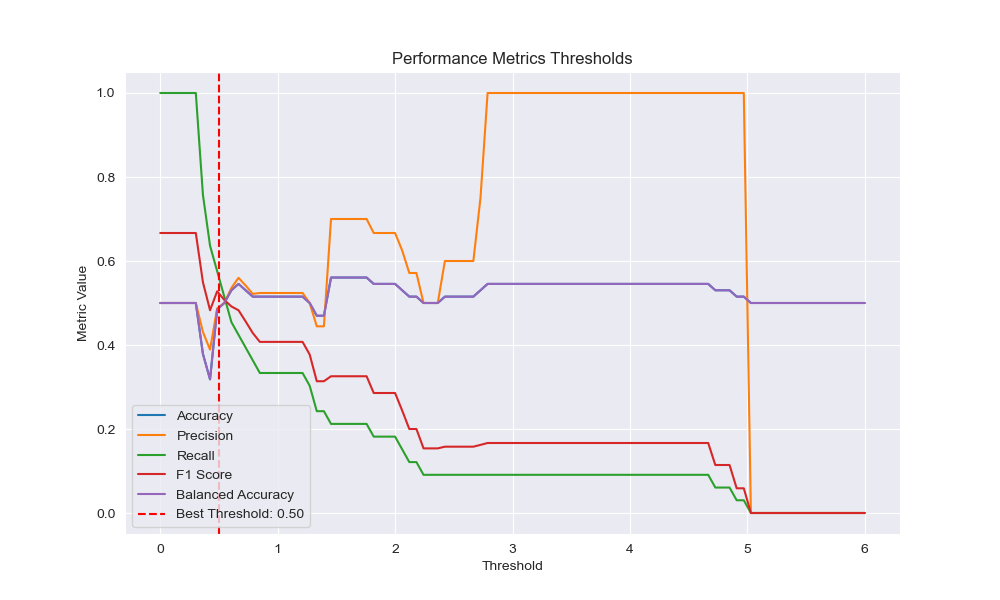 Performance Metrics Thresholds
1.0
0.8
0.6
0.4
0.2
0.0
Metric Value
Accuracy
Precision
Recall
F1 Score
Balanced Accuracy
Best Threshold: 0.50
0 1 2 3 4 5 6
Threshold